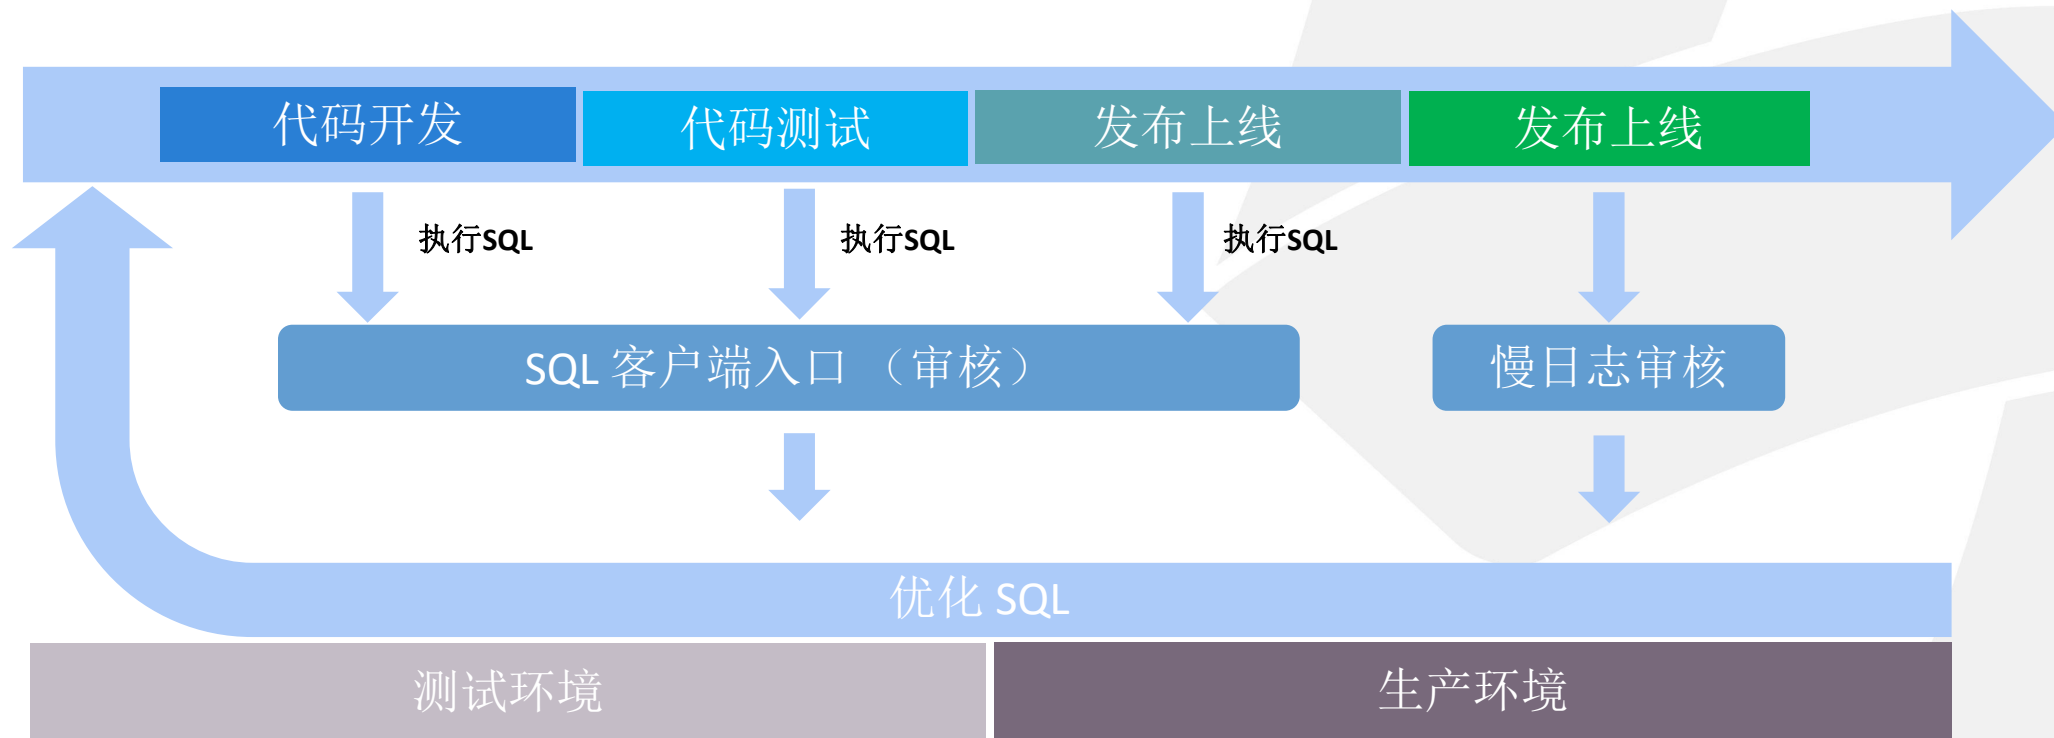 代码开发
代码测试
发布上线
发布上线
执行SQL
执行SQL
执行SQL
SQL 客户端入口 （审核）
慢日志审核
优化 SQL
测试环境
生产环境